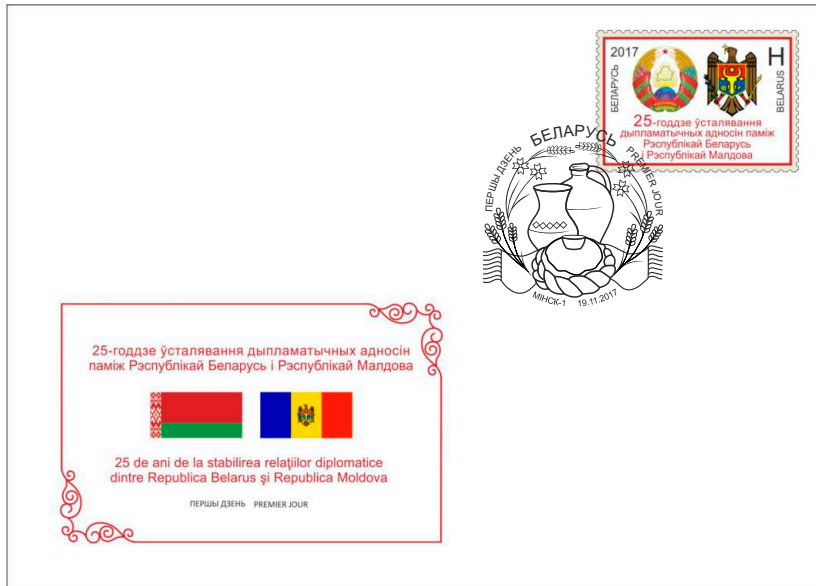 2017
H
БЕЛАРУСЬ
BELARUS
25-годдзе ўсталявання
дыпламатычных адносін паміж
Рэспублікай Беларусь
і Рэспублікай Малдова
ПЕРШЫ ДЗЕНЬ
БЕЛАРУСЬ
PREMIER JOUR
МІНСК-1 19.11.2017
25-годдзе ўсталявання дыпламатычных адносін
паміж Рэспублікай Беларусь і Рэспублікай Малдова
25 de ani de la stabilirea relaţiilor diplomatice
dintre Republica Belarus şi Republica Moldova
ПЕРШЫ ДЗЕНЬ PREMIER JOUR